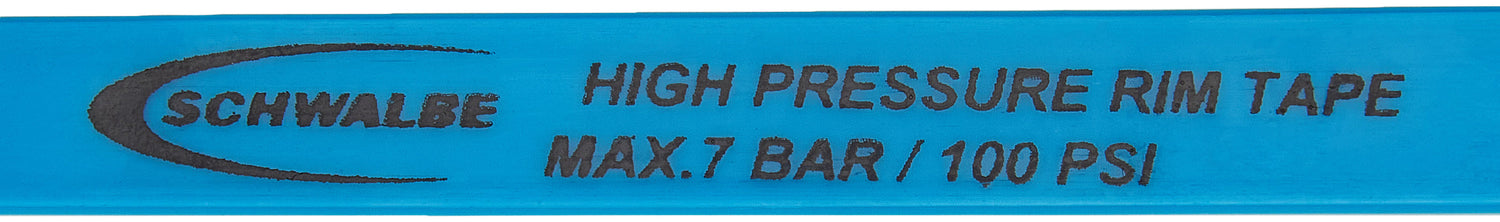 SCHWALBE
HIGH PRESSURE RIM TAPE
MAX.7 BAR / 100 PSI